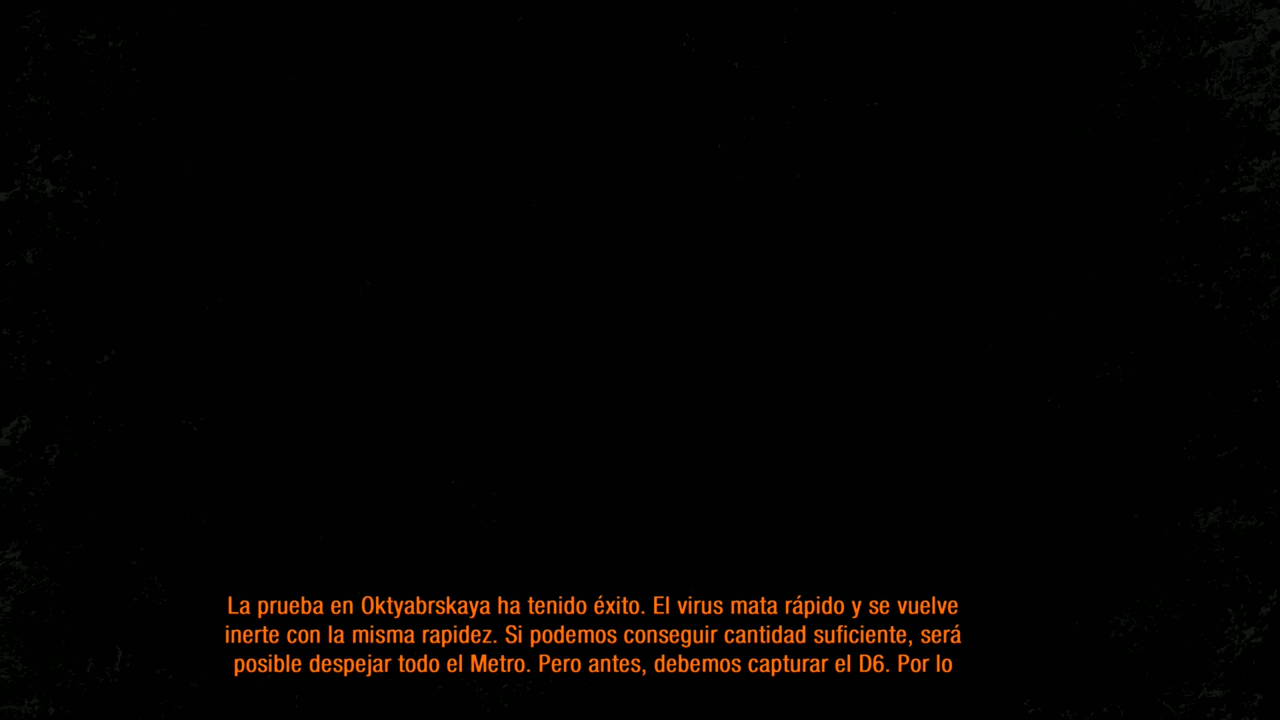 La prueba en Oktyabrskaya ha tenido éxito. El virus mata rápido y se vuelve
inerte con la misma rapidez. Si podemos conseguir cantidad suficiente, será
posible despejar todo el Metro. Pero antes, debemos capturar el D6. Por lo